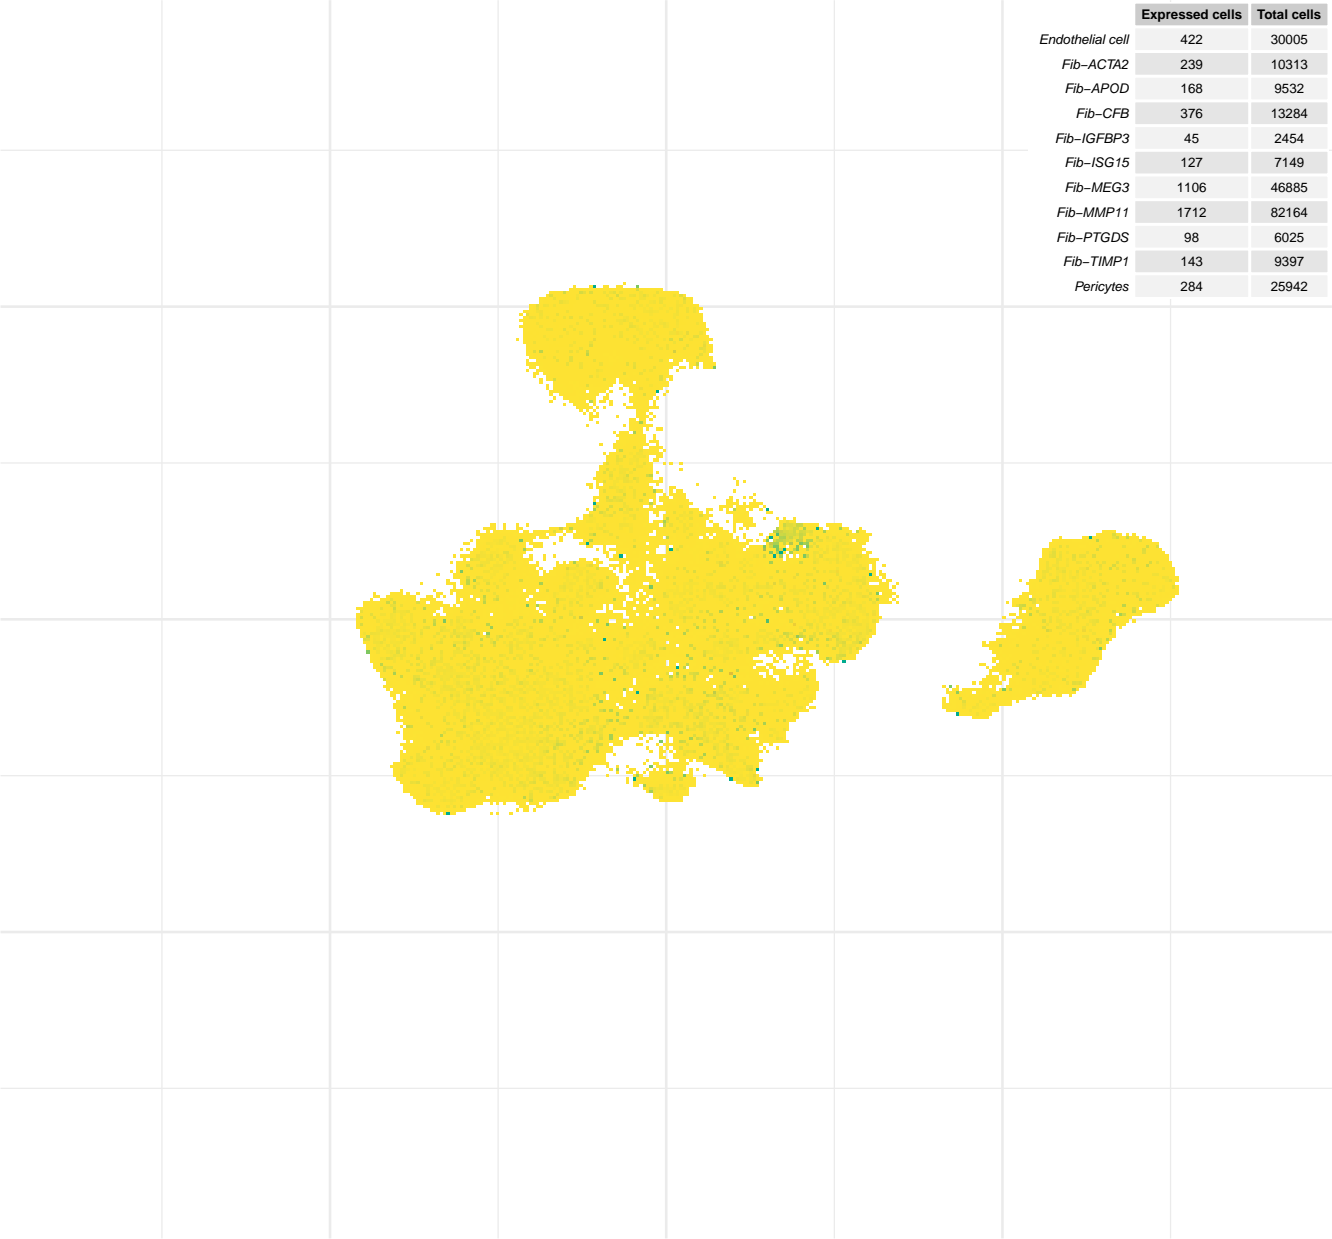 Expressed cells Total cells
Endothelial cell 422 30005
Fib−ACTA2 239 10313
Fib−APOD 168 9532
Fib−CFB 376 13284
Fib−IGFBP3 45 2454
Fib−ISG15 127 7149
Fib−MEG3 1106 46885
Fib−MMP11 1712 82164
Fib−PTGDS 98 6025
Fib−TIMP1 143 9397
Pericytes 284 25942